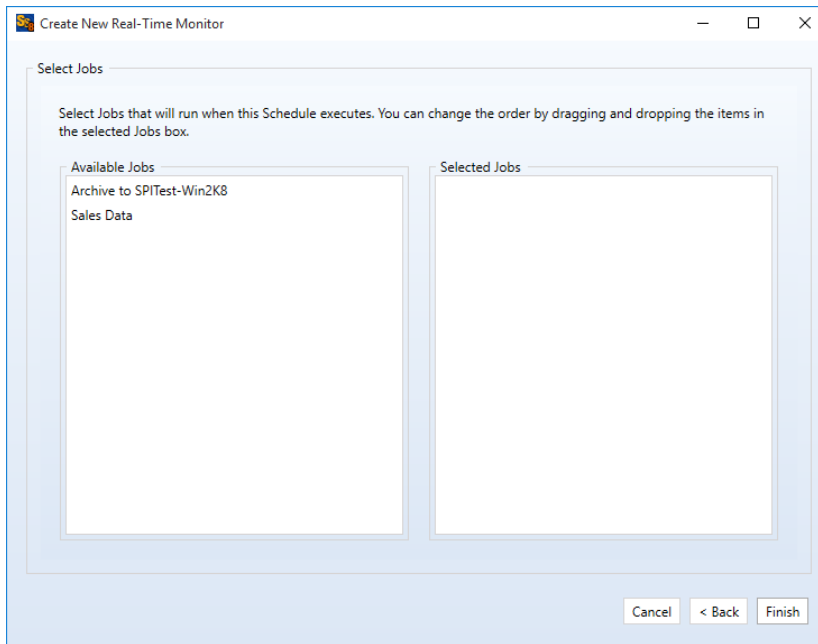 Create New Real-Time Monitor
Select Jobs
Select Jobs that will run when this Schedule executes. You can change the order by dragging and dropping the items in
the selected Jobs box.
Available Jobs
Selected Jobs
Archive to SPITest-Win2K8
Sales Data
Cancel
< Back
Finish